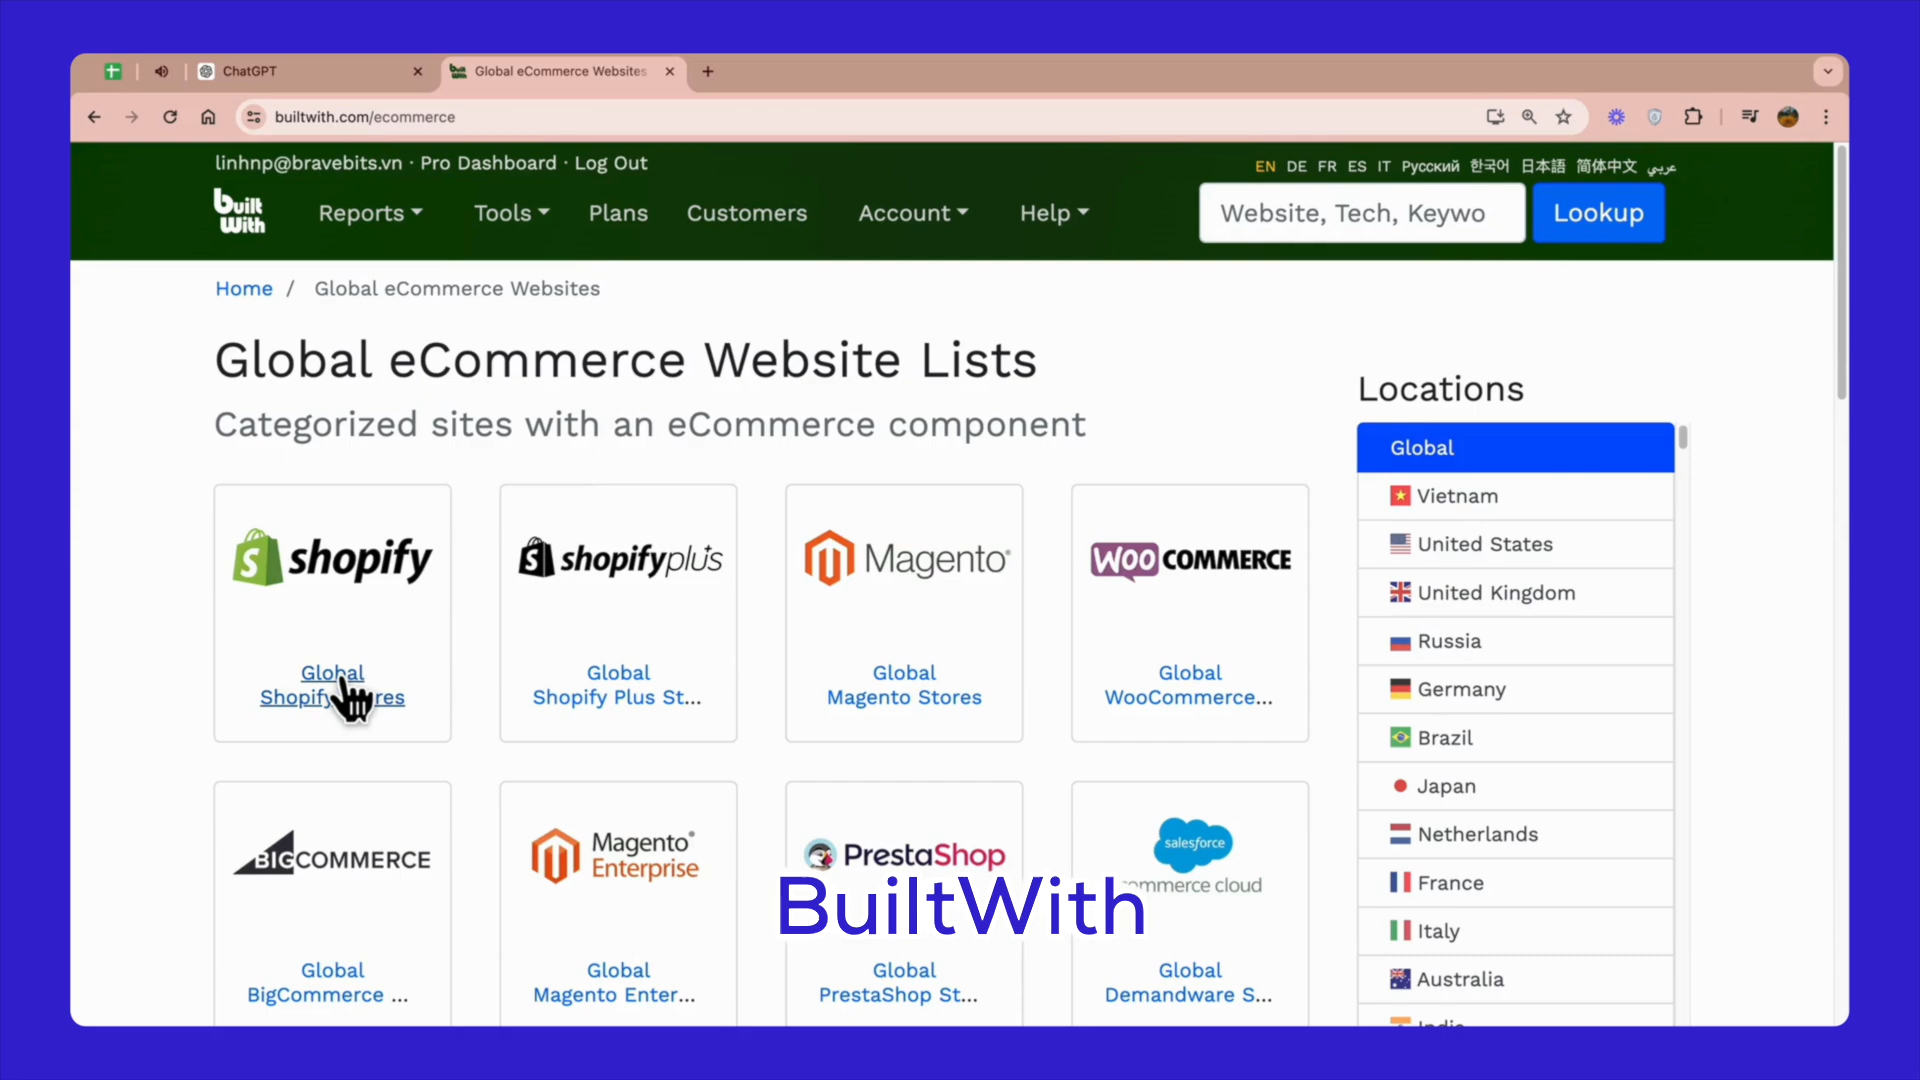 ChatGPT
Global eCommerce Websites
builtwith.com/ecommerce
linhnp@bravebits.vn · Pro Dashboard · Log Out
EN DE FR ES IT Русский 한국어 日本語 简体中文 عربي
built With
Reports Tools Plans Customers Account Help
Website, Tech, Keywo
Lookup
Home / Global eCommerce Websites
Global eCommerce Website Lists
Categorized sites with an eCommerce component
shopify
Global
Shopify
shopifyplus
Global
Shopify Plus St...
Magento
Global
Magento Stores
WOO COMMERCE
Global
WooCommerce...
BIGCOMMERCE
Global
BigCommerce ...
Magento
Enterprise
Global
Magento Enter...
PrestaShop
Global
PrestaShop St...
salesforce
commerce cloud
Global
Demandware S...
BuiltWith
Locations
Global
Vietnam
United States
United Kingdom
Russia
Germany
Brazil
Japan
Netherlands
France
Italy
Australia